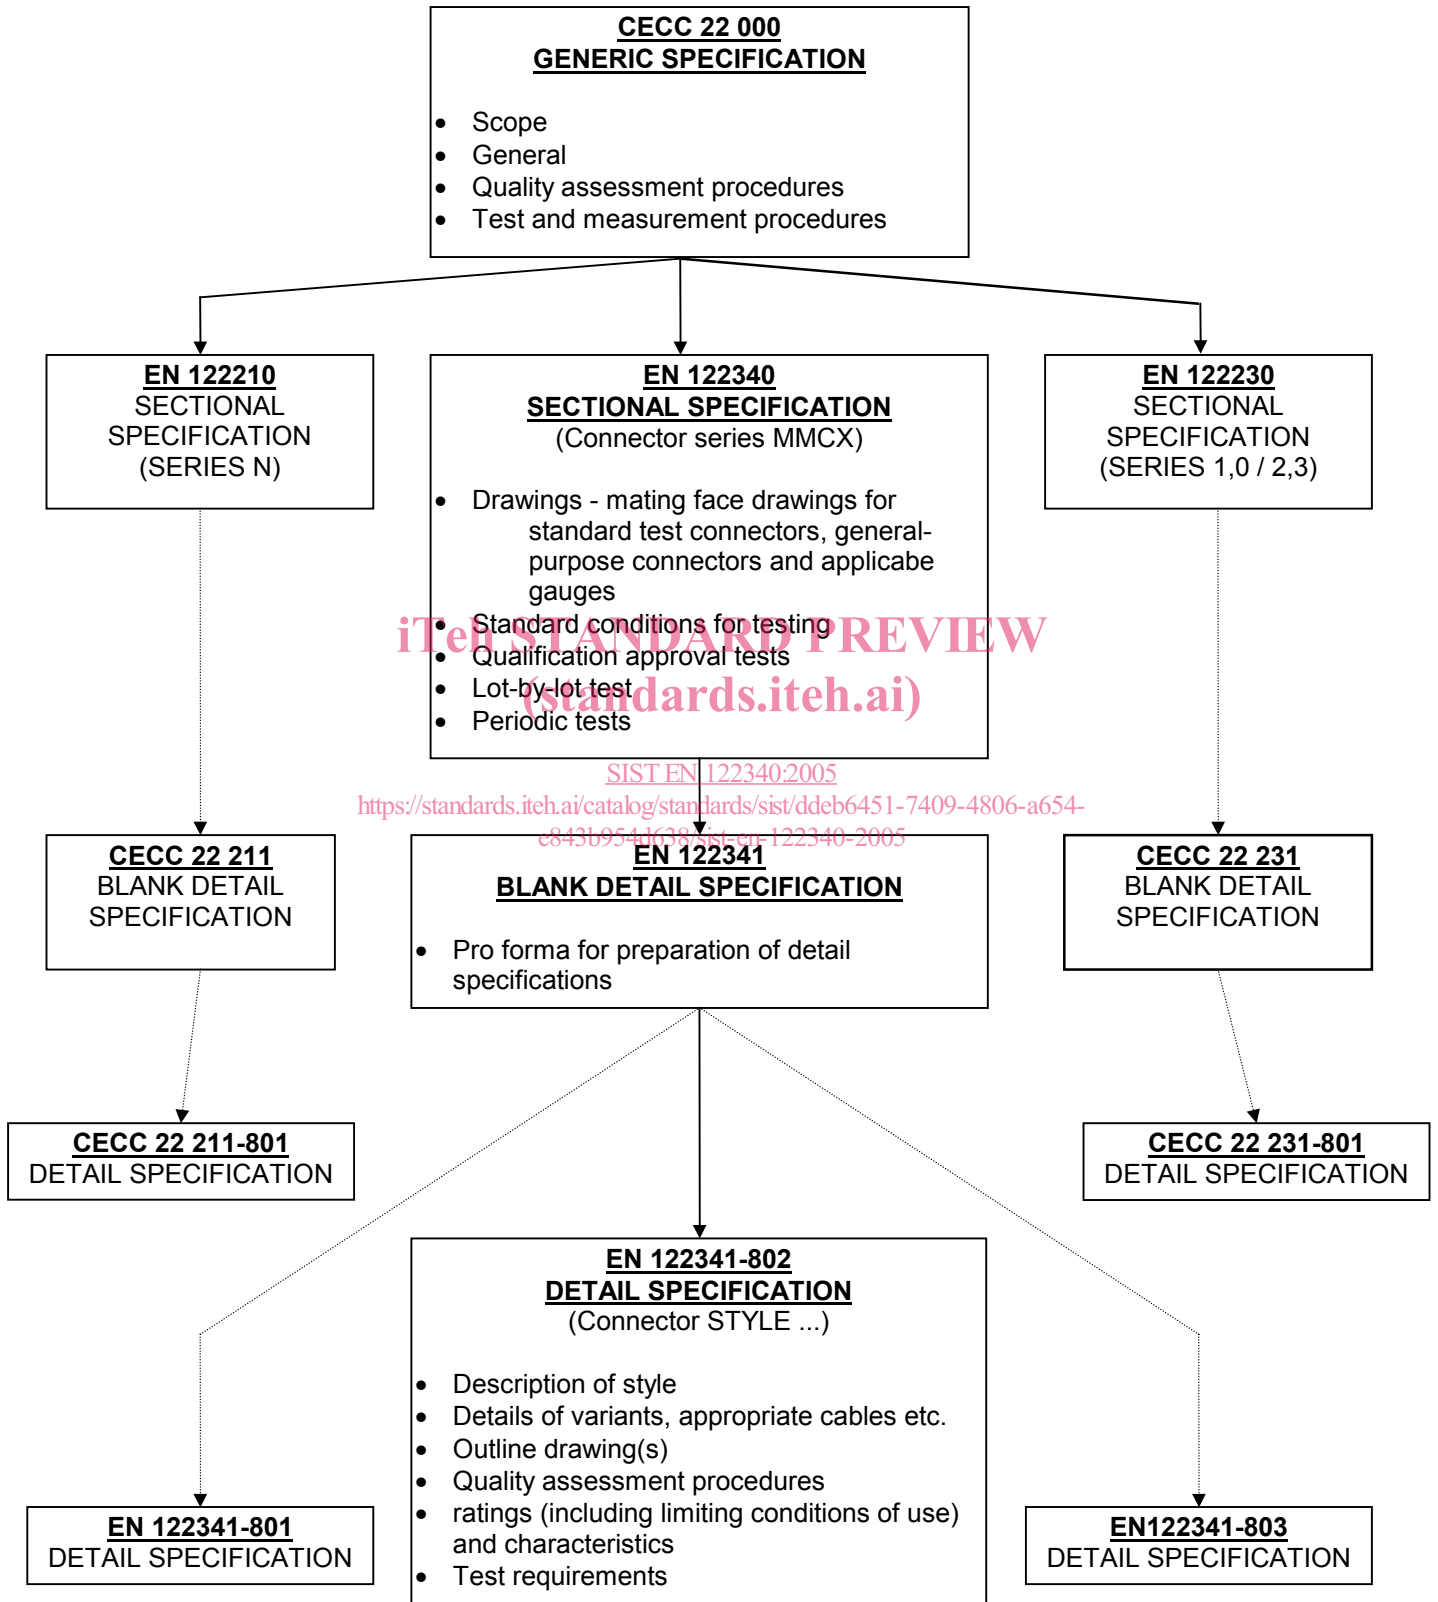 CECC 22 000
GENERIC SPECIFICATION
• Scope
• General
• Quality assessment procedures
• Test and measurement procedures
EN 122210
SECTIONAL
SPECIFICATION
(SERIES N)
EN 122340
SECTIONAL SPECIFICATION
(Connector series MMCX)
• Drawings - mating face drawings for
standard test connectors, general-
purpose connectors and applicabe
gauges
• Standard conditions for testing
• Qualification approval tests
• Lot-by-lot test
• Periodic tests
EN 122230
SECTIONAL
SPECIFICATION
(SERIES 1,0 / 2,3)
iTeh STANDARD PREVIEW
(standards.iteh.ai)
SIST EN 122340:2005
https://standards.iteh.ai/catalog/standards/sist/ddeb6451-7409-4806-a654-
e843b954d638/sist-en-122340-2005
CECC 22 211
BLANK DETAIL
SPECIFICATION
EN 122341
BLANK DETAIL SPECIFICATION
• Pro forma for preparation of detail
specifications
CECC 22 231
BLANK DETAIL
SPECIFICATION
CECC 22 211-801
DETAIL SPECIFICATION
CECC 22 231-801
DETAIL SPECIFICATION
EN 122341-802
DETAIL SPECIFICATION
(Connector STYLE ...)
• Description of style
• Details of variants, appropriate cables etc.
• Outline drawing(s)
• Quality assessment procedures
• ratings (including limiting conditions of use)
and characteristics
• Test requirements
EN 122341-801
DETAIL SPECIFICATION
EN122341-803
DETAIL SPECIFICATION